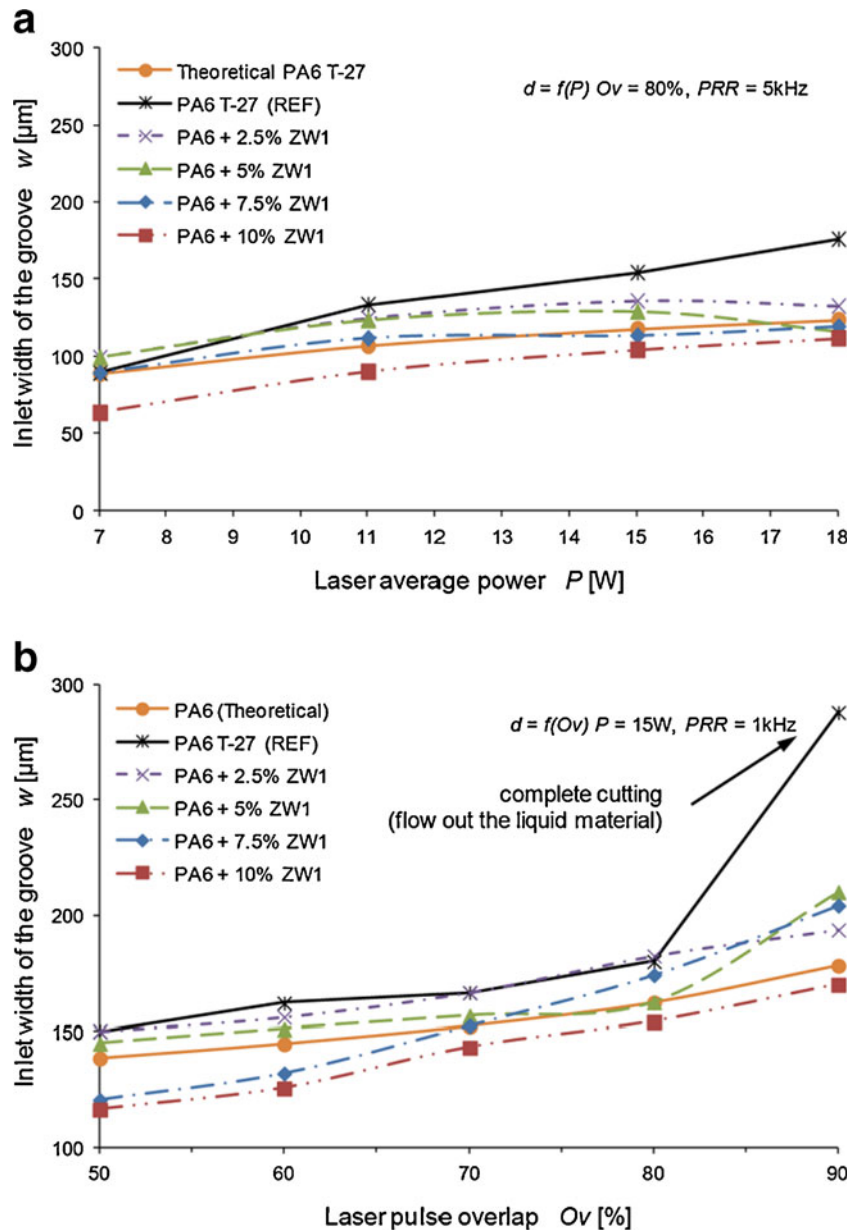 a
300
250
200
150
100
50
0
Inlet width of the groove w [µm]
Theoretical PA6 T-27
PA6 T-27 (REF)
PA6 + 2.5% ZW1
PA6 + 5% ZW1
PA6 + 7.5% ZW1
PA6 + 10% ZW1
d = f(P) Ov = 80%, PRR = 5kHz
7 8 9 10 11 12 13 14 15 16 17 18
Laser average power P [W]
b
300
250
200
150
100
Inlet width of the groove w [µm]
PA6 (Theoretical)
PA6 T-27 (REF)
PA6 + 2.5% ZW1
PA6 + 5% ZW1
PA6 + 7.5% ZW1
PA6 + 10% ZW1
d = f(Ov) P = 15W, PRR = 1kHz
complete cutting
(flow out the liquid material)
50 60 70 80 90
Laser pulse overlap Ov [%]